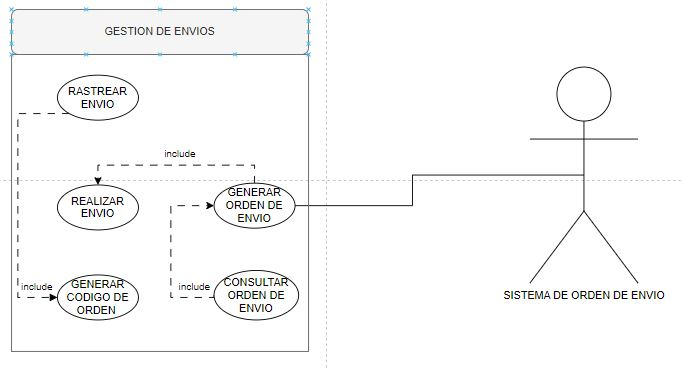 GESTION DE ENVIOS
RASTREAR
ENVIO
include
REALIZAR
ENVIO
GENERAR
ORDEN DE
ENVIO
include
GENERAR
CODIGO DE
ORDEN
include
CONSULTAR
ORDEN DE
ENVIO
SISTEMA DE ORDEN DE ENVIO